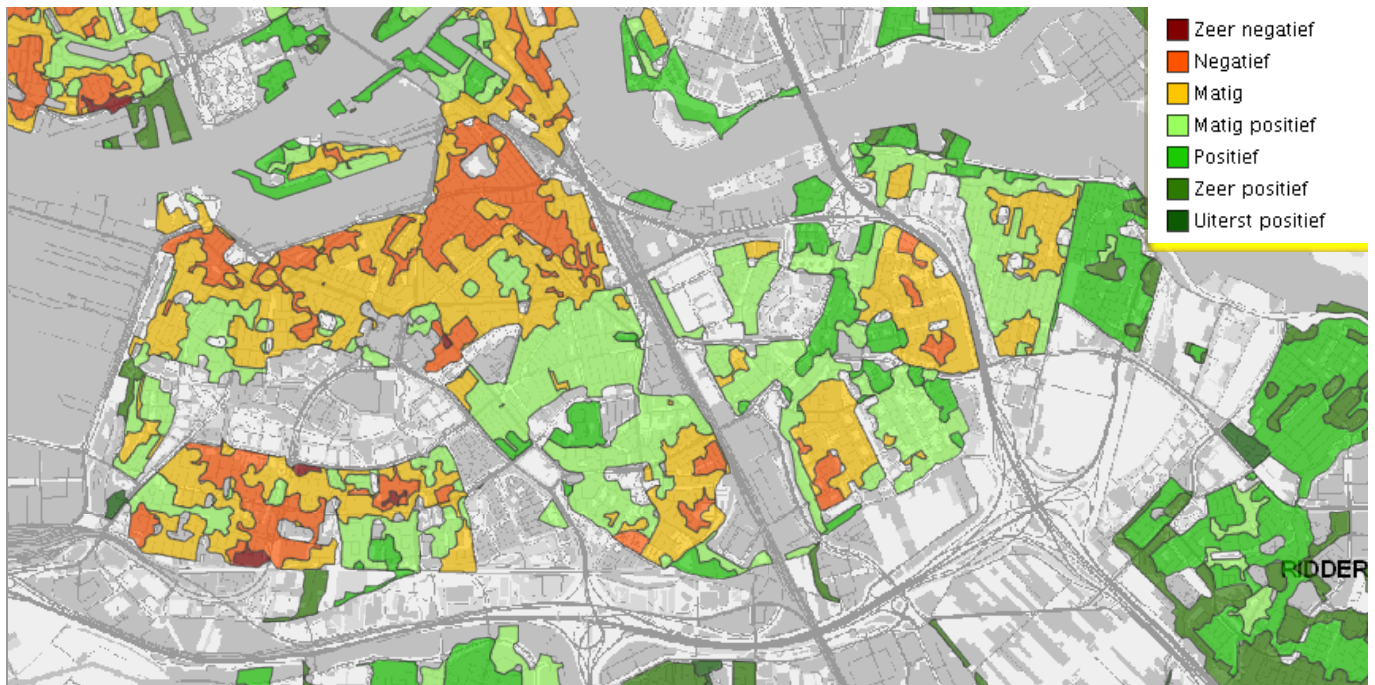 Zeer negatief
Negatief
Matig
Matig positief
Positief
Zeer positief
Uiterst positief
RIDDER